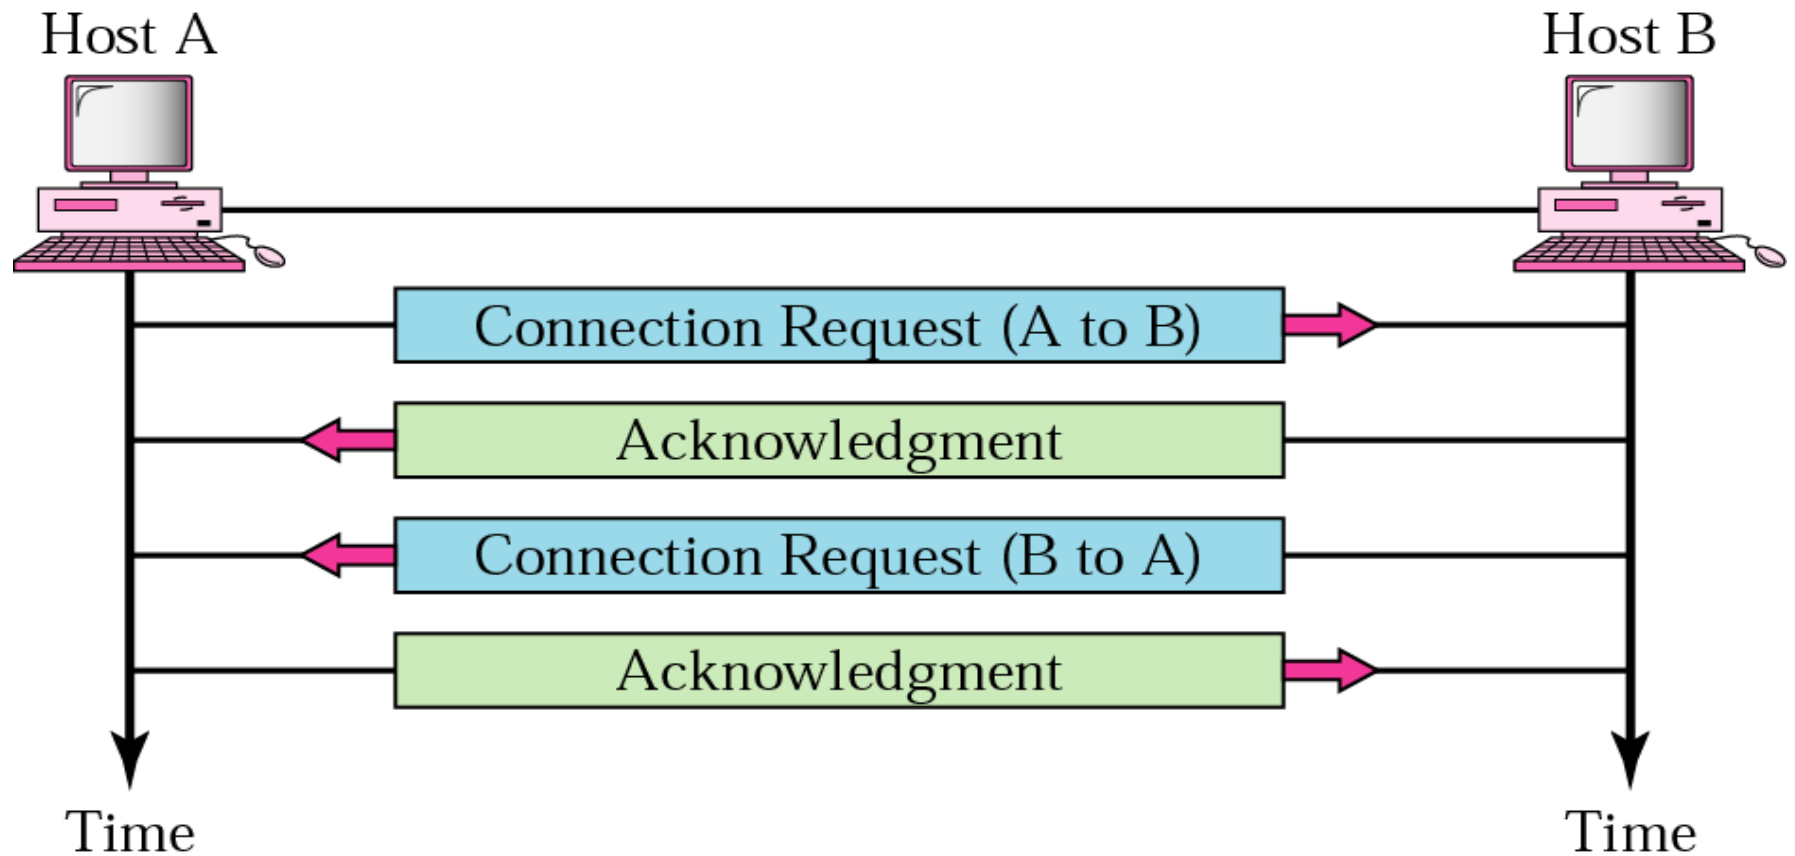 Host A
Host B
Connection Request (A to B)
Acknowledgment
Connection Request (B to A)
Acknowledgment
Time
Time